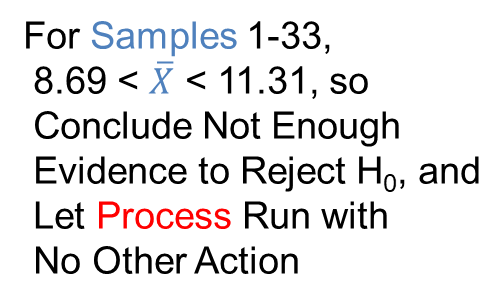 For Samples 1-33,
8.69 < X̄ < 11.31, so
Conclude Not Enough
Evidence to Reject H₀, and
Let Process Run with
No Other Action